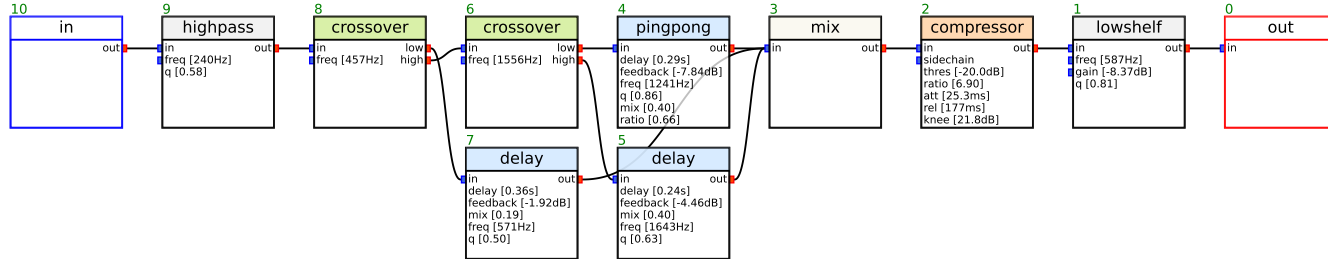 10
in
out
9
highpass
in out
freq [240Hz]
q [0.58]
8
crossover
in low
freq [457Hz] high
6
crossover
in low
freq [1556Hz] high
4
pingpong
in out
delay [0.29s]
feedback [-7.84dB]
freq [1241Hz]
q [0.86]
mix [0.40]
ratio [0.66]
3
mix
in out
2
compressor
in out
sidechain
thres [-20.0dB]
ratio [6.90]
att [25.3ms]
rel [177ms]
knee [21.8dB]
1
lowshelf
in out
freq [587Hz]
gain [-8.37dB]
q [0.81]
0
out
in
7
delay
in out
delay [0.36s]
feedback [-1.92dB]
mix [0.19]
freq [571Hz]
q [0.50]
5
delay
in out
delay [0.24s]
feedback [-4.46dB]
mix [0.40]
freq [1643Hz]
q [0.63]